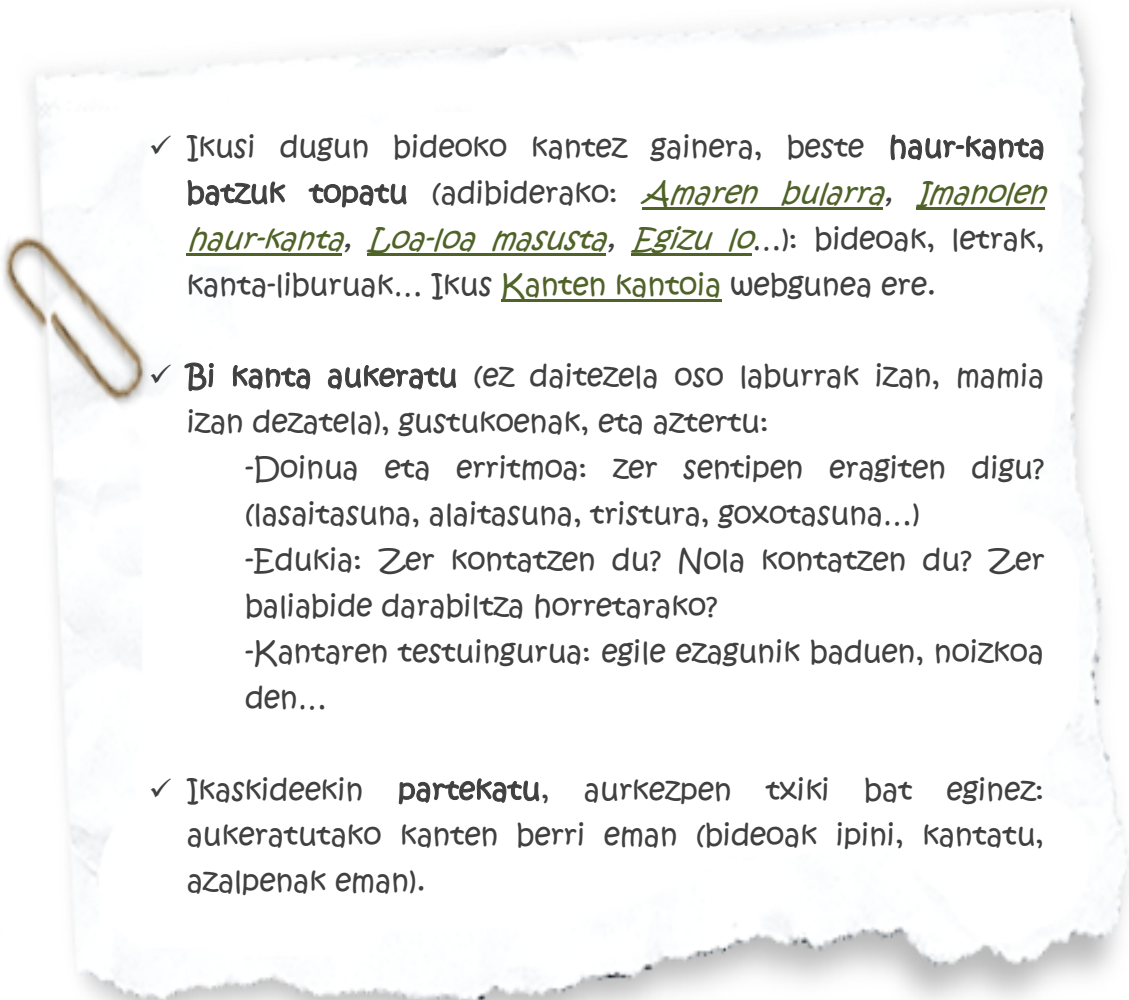 ✓ Ikusi dugun bideoko kantez gainera, beste haur-kanta
batzuk topatu (adibiderako: Amaren bularra, Imanolen
haur-kanta, Loa-loa masusta, Egizu lo...): bideoak, letrak,
kanta-liburuak... Ikus Kanten kantoia webgunea ere.
✓ Bi kanta aukeratu (ez daitezela oso laburrak izan, mamia
izan dezatela), gustukoenak, eta aztertu:
-Doinua eta erritmoa: zer sentipen eragiten digu?
(lasaitasuna, alaitasuna, tristura, goxotasuna...)
-Edukia: Zer kontatzen du? Nola kontatzen du? Zer
baliabide darabiltza horretarako?
-Kantaren testuingurua: egile ezagunik baduen, noizkoa
den...
✓ Ikaskideekin partekatu, aurkezpen txiki bat eginez:
aukeratutako kanten berri eman (bideoak ipini, kantatu,
azalpenak eman).